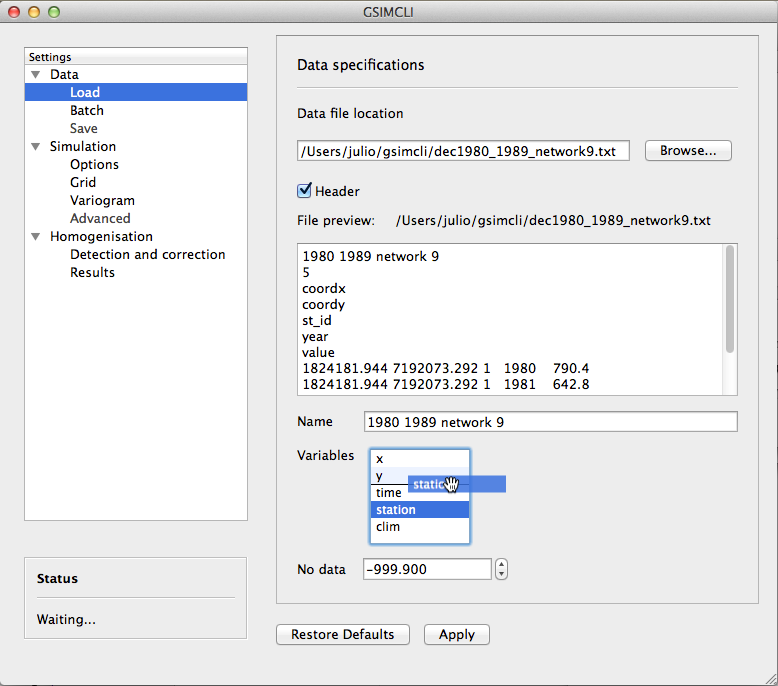 GSIMCLI
Settings
Data
Load
Batch
Save
Simulation
Options
Grid
Variogram
Advanced
Homogenisation
Detection and correction
Results
Status
Waiting...
Data specifications
Data file location
/Users/julio/gsimcli/dec1980_1989_network9.txt Browse...
Header
File preview: /Users/julio/gsimcli/dec1980_1989_network9.txt
1980 1989 network 9
5
coordx
coordy
st_id
year
value
1824181.944 7192073.292 1 1980 790.4
1824181.944 7192073.292 1 1981 642.8
Name 1980 1989 network 9
Variables
x
y
time
station
clim
No data -999.900
Restore Defaults Apply